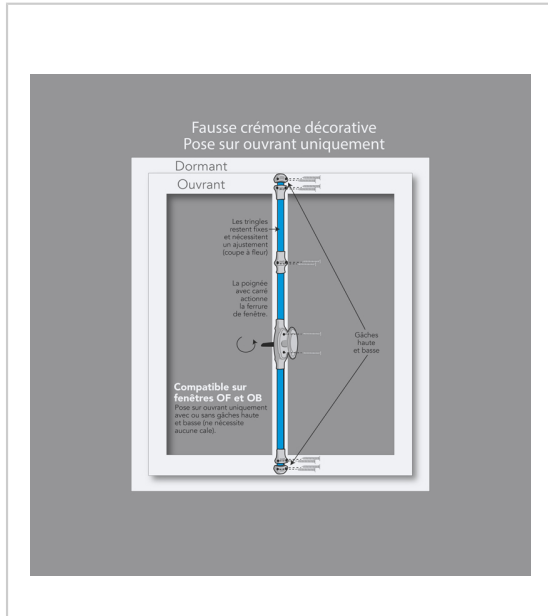 Fausse crémone décorative
Pose sur ouvrant uniquement
Dormant
Ouvrant
Les tringles
restent fixes
et nécessitent
un ajustement
(coupe à fleur)
La poignée
avec carré
actionne
la ferrure
de fenêtre.
Gâches
haute
et basse
Compatible sur
fenêtres OF et OB
Pose sur ouvrant uniquement
avec ou sans gâches haute
et basse (ne nécessite
aucune cale).